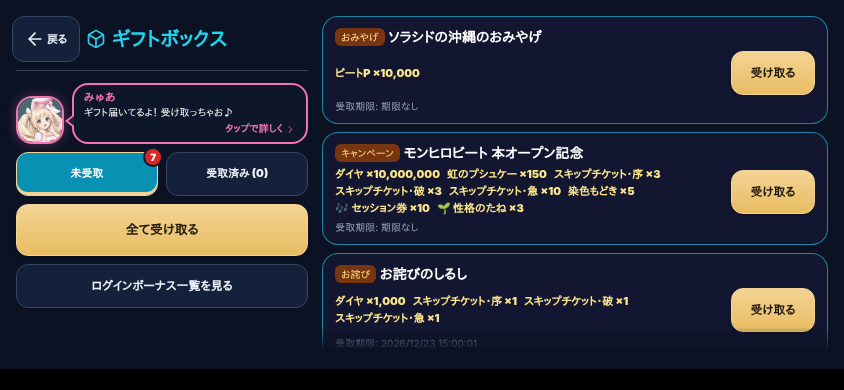 戻る
ギフトボックス
みゅあ
ギフト届いてるよ! 受け取っちゃお♪
タップで詳しく
未受取
7
受取済み (0)
全て受け取る
ログインボーナス一覧を見る
おみやげ ソラシドの沖縄のおみやげ
ビートP ×10,000
受取期限: 期限なし
受け取る
キャンペーン モンヒロビート 本オープン記念
ダイヤ ×10,000,000 虹のプシュケー ×150 スキップチケット・序 ×3
スキップチケット・破 ×3 スキップチケット・急 ×10 染色もどき ×5
🎶 セッション券 ×10 🌱 性格のたね ×3
受取期限: 期限なし
受け取る
お詫び お詫びのしるし
ダイヤ ×1,000 スキップチケット・序 ×1 スキップチケット・破 ×1
スキップチケット・急 ×1
受取期限: 2026/12/23 15:00:01
受け取る